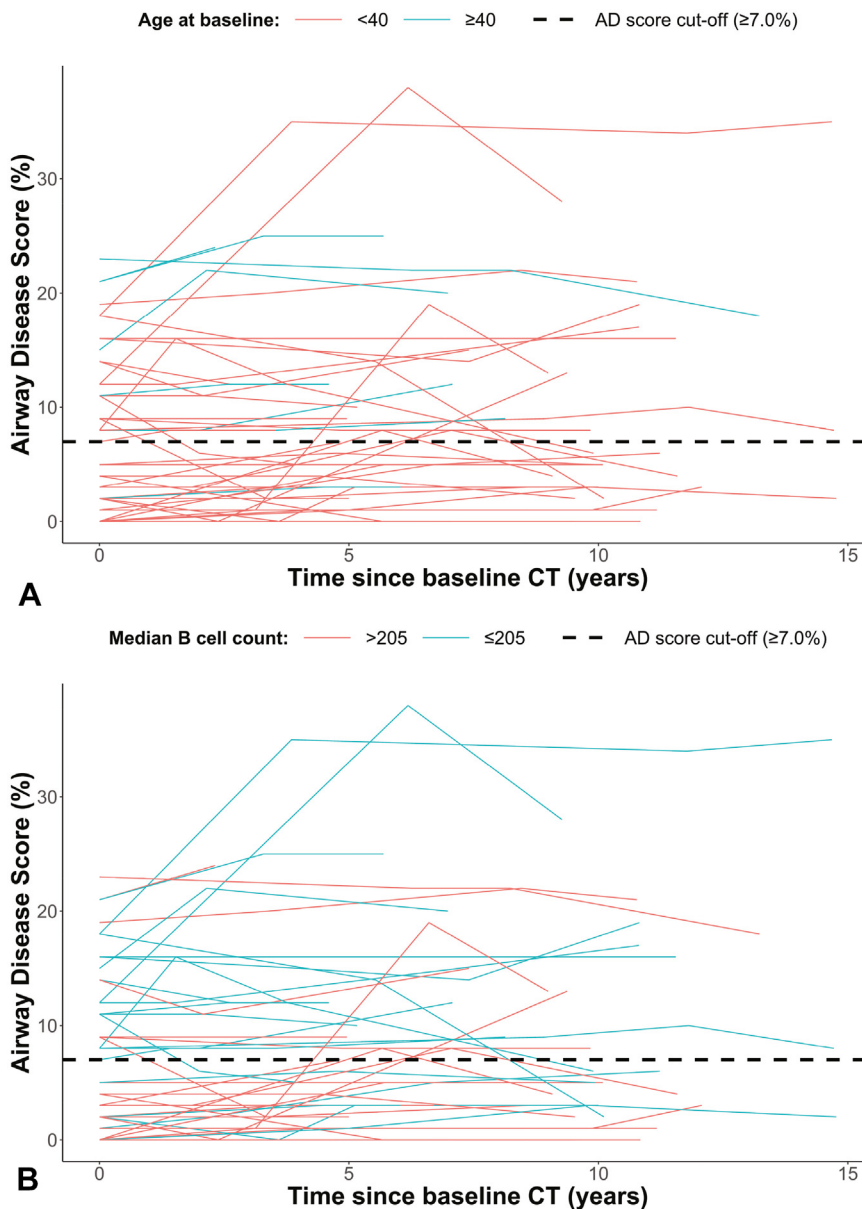 Age at baseline: <40 ≥40 AD score cut-off (≥7.0%)
Airway Disease Score (%)
30
20
10
0
0 5 10 15
Time since baseline CT (years)
A
Median B cell count: >205 ≤205 AD score cut-off (≥7.0%)
Airway Disease Score (%)
30
20
10
0
0 5 10 15
Time since baseline CT (years)
B